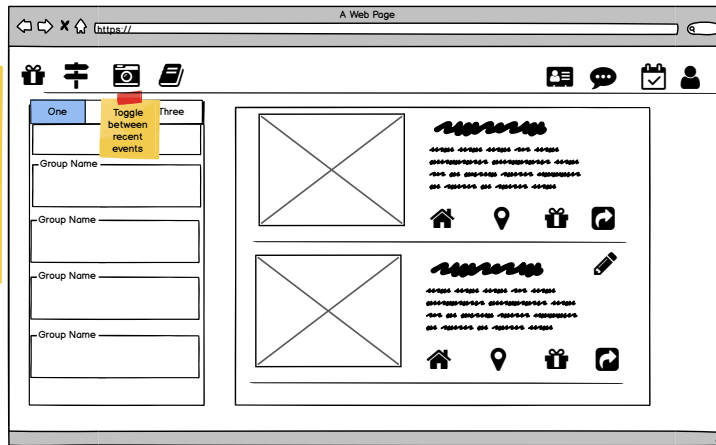 A Web Page
https://
One
Three
Toggle
between
recent
events
Group Name
Group Name
Group Name
Group Name